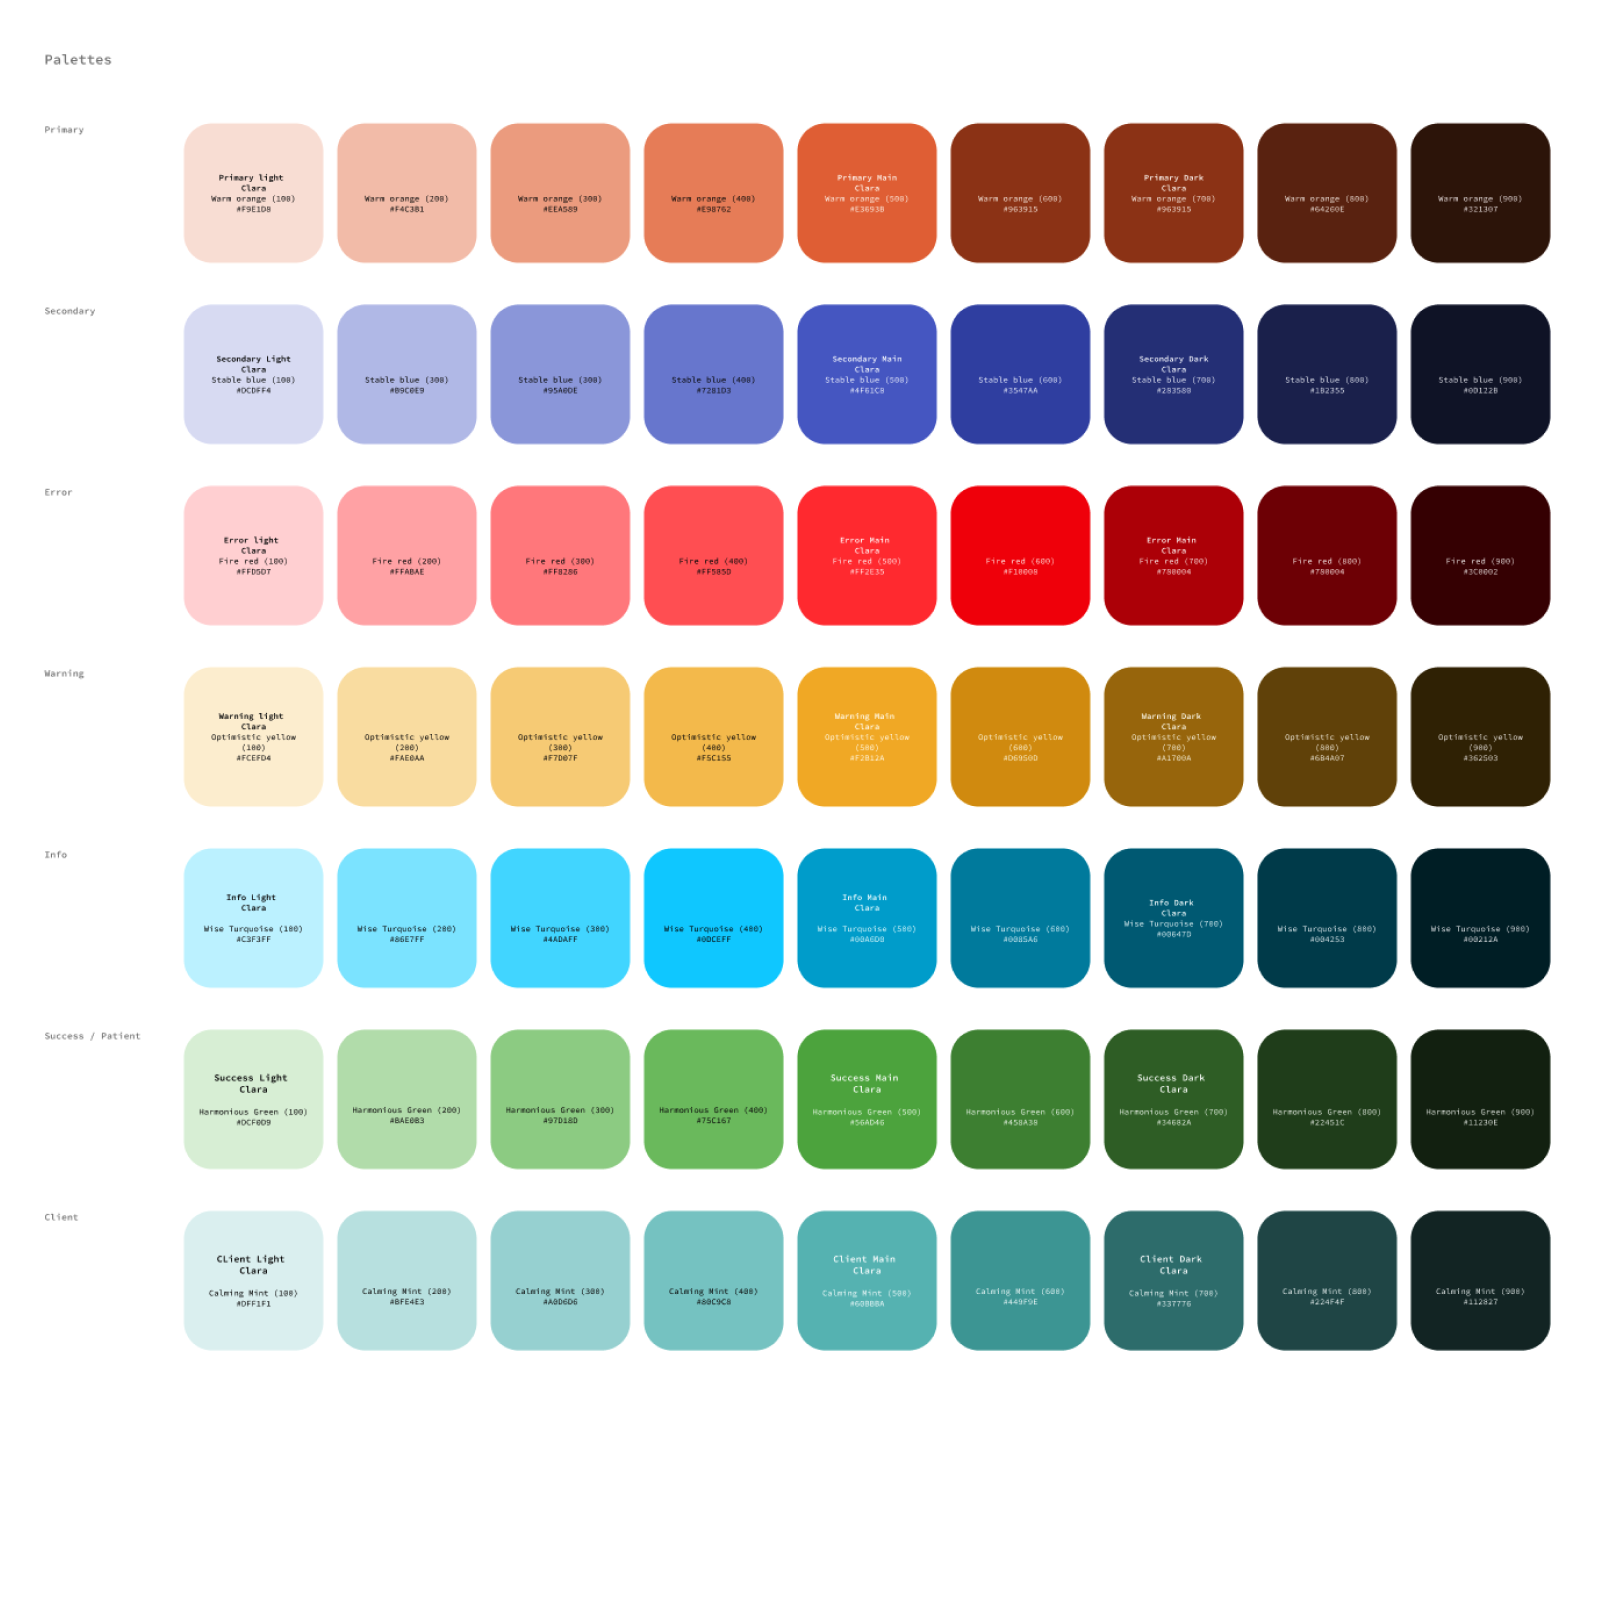 Palettes
Primary
Primary light
Clara
Warm orange (100)
#F9E1D8
Warm orange (200)
#F4C3B1
Warm orange (300)
#EEA589
Warm orange (400)
#E98762
Primary Main
Clara
Warm orange (500)
#E3693B
Warm orange (600)
#963915
Primary Dark
Clara
Warm orange (700)
#963915
Warm orange (800)
#64260E
Warm orange (900)
#321307
Secondary
Secondary Light
Clara
Stable blue (100)
#DCDFF4
Stable blue (300)
#B9C0E9
Stable blue (300)
#95A0DE
Stable blue (400)
#7281D3
Secondary Main
Clara
Stable blue (500)
#4F61C8
Stable blue (600)
#3547AA
Secondary Dark
Clara
Stable blue (700)
#283580
Stable blue (800)
#1B2355
Stable blue (900)
#0D122B
Error
Error light
Clara
Fire red (100)
#FFD5D7
Fire red (200)
#FFABAE
Fire red (300)
#FF8286
Fire red (400)
#FF585D
Error Main
Clara
Fire red (500)
#FF2E35
Fire red (600)
#F10008
Error Main
Clara
Fire red (700)
#780004
Fire red (800)
#780004
Fire red (900)
#3C0002
Warning
Warning light
Clara
Optimistic yellow
(100)
#FCEFD4
Optimistic yellow
(200)
#FAE0AA
Optimistic yellow
(300)
#F7D07F
Optimistic yellow
(400)
#F5C155
Warning Main
Clara
Optimistic yellow
(500)
#F2B12A
Optimistic yellow
(600)
#D6950D
Warning Dark
Clara
Optimistic yellow
(700)
#A1700A
Optimistic yellow
(800)
#6B4A07
Optimistic yellow
(900)
#362503
Info
Info Light
Clara
Wise Turquoise (100)
#C3F3FF
Wise Turquoise (200)
#86E7FF
Wise Turquoise (300)
#4ADAFF
Wise Turquoise (400)
#0DCEFF
Info Main
Clara
Wise Turquoise (500)
#00A6D0
Wise Turquoise (600)
#0085A6
Info Dark
Clara
Wise Turquoise (700)
#00647D
Wise Turquoise (800)
#004253
Wise Turquoise (900)
#00212A
Success / Patient
Success Light
Clara
Harmonious Green (100)
#DCF0D9
Harmonious Green (200)
#BAE0B3
Harmonious Green (300)
#97D18D
Harmonious Green (400)
#75C167
Success Main
Clara
Harmonious Green (500)
#56AD46
Harmonious Green (600)
#458A38
Success Dark
Clara
Harmonious Green (700)
#34682A
Harmonious Green (800)
#22451C
Harmonious Green (900)
#11230E
Client
CLient Light
Clara
Calming Mint (100)
#DFF1F1
Calming Mint (200)
#BFE4E3
Calming Mint (300)
#A0D6D6
Calming Mint (400)
#80C9C8
Client Main
Clara
Calming Mint (500)
#60BBBA
Calming Mint (600)
#449F9E
Client Dark
Clara
Calming Mint (700)
#337776
Calming Mint (800)
#224F4F
Calming Mint (900)
#112827